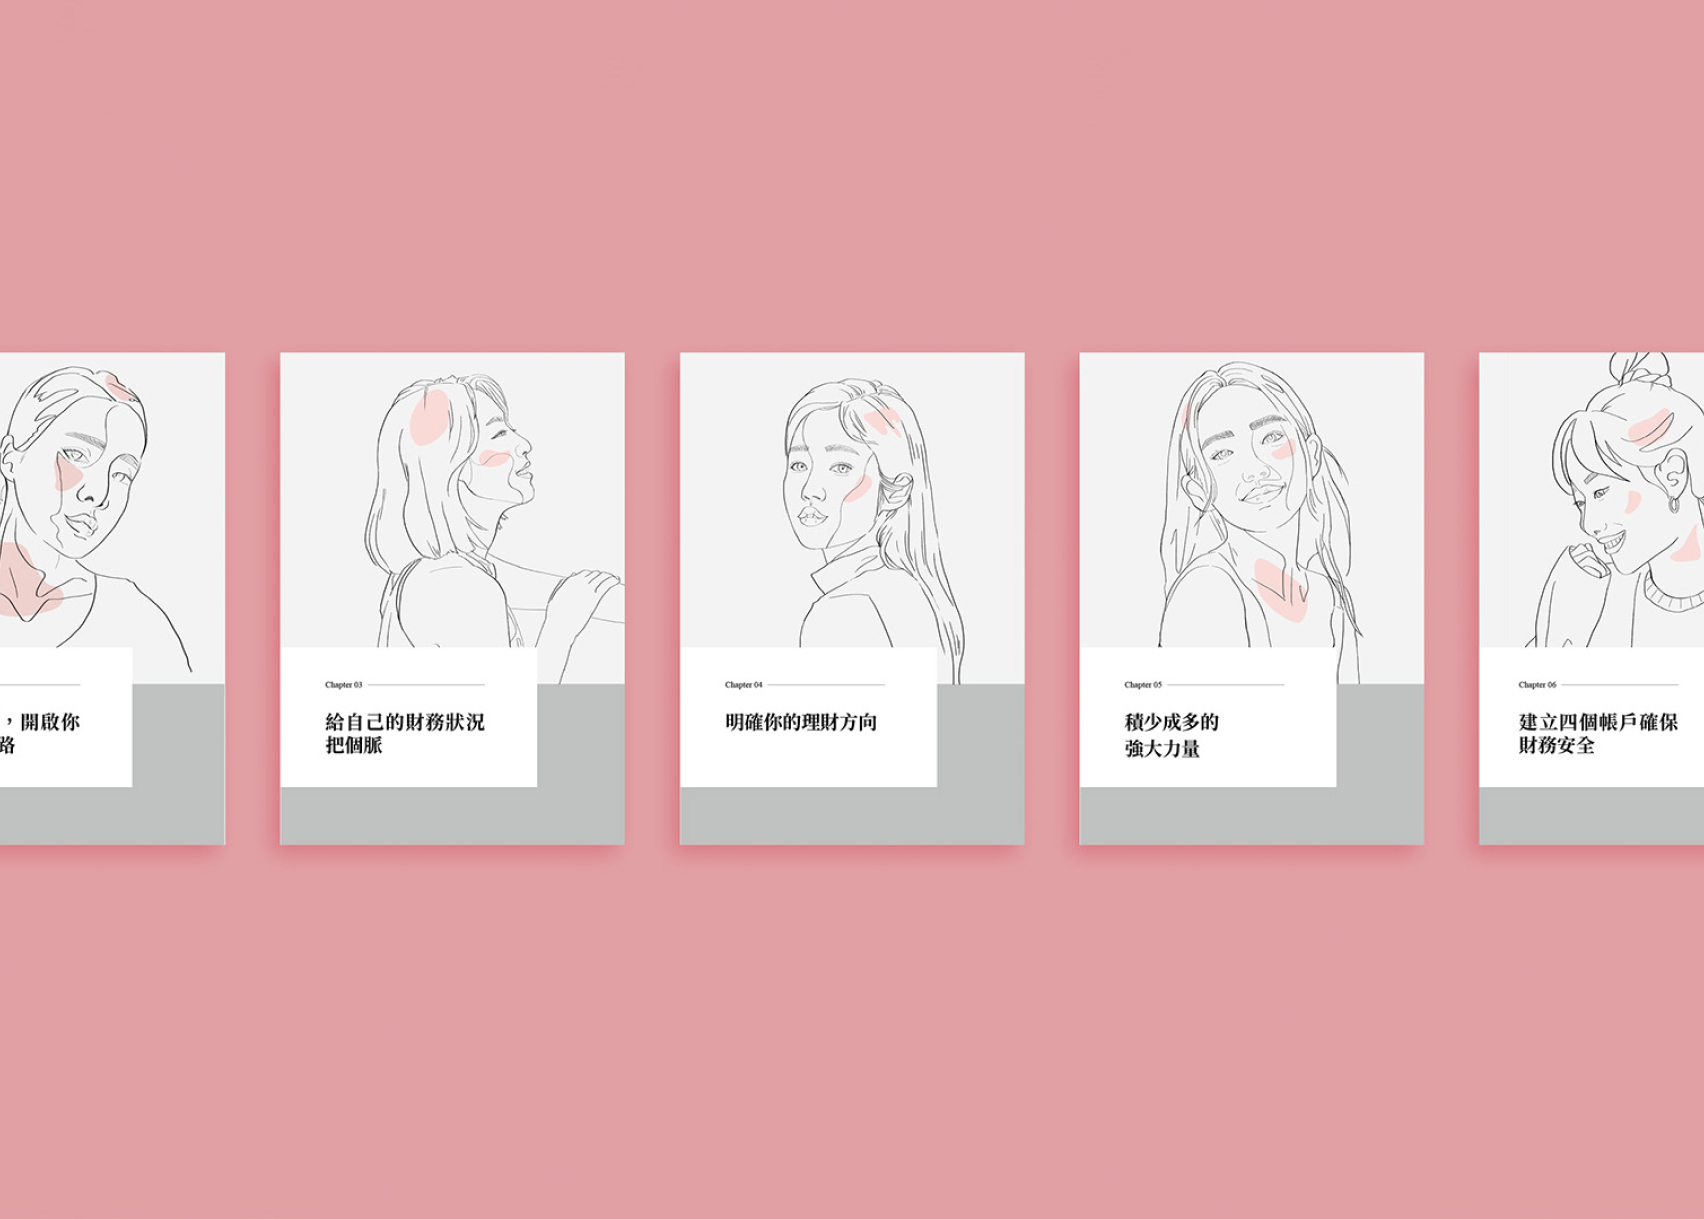 ，開啟你
路
Chapter 03
給自己的財務狀況
把個脈
Chapter 04
明確你的理財方向
Chapter 05
積少成多的
強大力量
Chapter 06
建立四個帳戶確保
財務安全